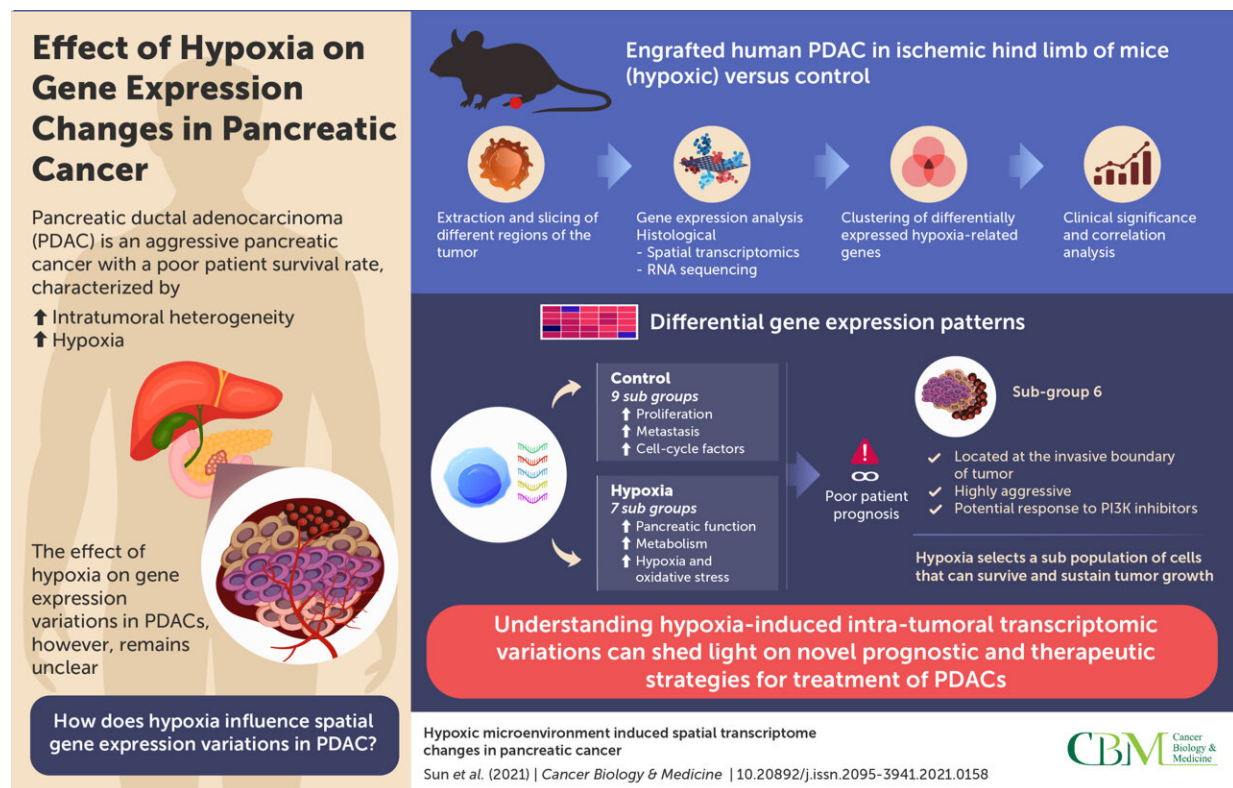 Effect of Hypoxia on
Gene Expression
Changes in Pancreatic
Cancer
Pancreatic ductal adenocarcinoma
(PDAC) is an aggressive pancreatic
cancer with a poor patient survival rate,
characterized by
⬆ Intratumoral heterogeneity
⬆ Hypoxia
The effect of
hypoxia on gene
expression
variations in PDACs,
however, remains
unclear
How does hypoxia influence spatial
gene expression variations in PDAC?
Engrafted human PDAC in ischemic hind limb of mice
(hypoxic) versus control
Extraction and slicing of
different regions of the
tumor
Gene expression analysis
Histological
- Spatial transcriptomics
- RNA sequencing
Clustering of differentially
expressed hypoxia-related
genes
Clinical significance
and correlation
analysis
Differential gene expression patterns
Control
9 sub groups
⬆ Proliferation
⬆ Metastasis
⬆ Cell-cycle factors
Hypoxia
7 sub groups
⬆ Pancreatic function
⬆ Metabolism
⬆ Hypoxia and
oxidative stress
Poor patient
prognosis
Sub-group 6
✓ Located at the invasive boundary
of tumor
✓ Highly aggressive
✓ Potential response to PI3K inhibitors
Hypoxia selects a sub population of cells
that can survive and sustain tumor growth
Understanding hypoxia-induced intra-tumoral transcriptomic
variations can shed light on novel prognostic and therapeutic
strategies for treatment of PDACs
Hypoxic microenvironment induced spatial transcriptome
changes in pancreatic cancer
Sun et al. (2021) | Cancer Biology & Medicine | 10.20892/j.issn.2095-3941.2021.0158
CBM
Cancer
Biology &
Medicine